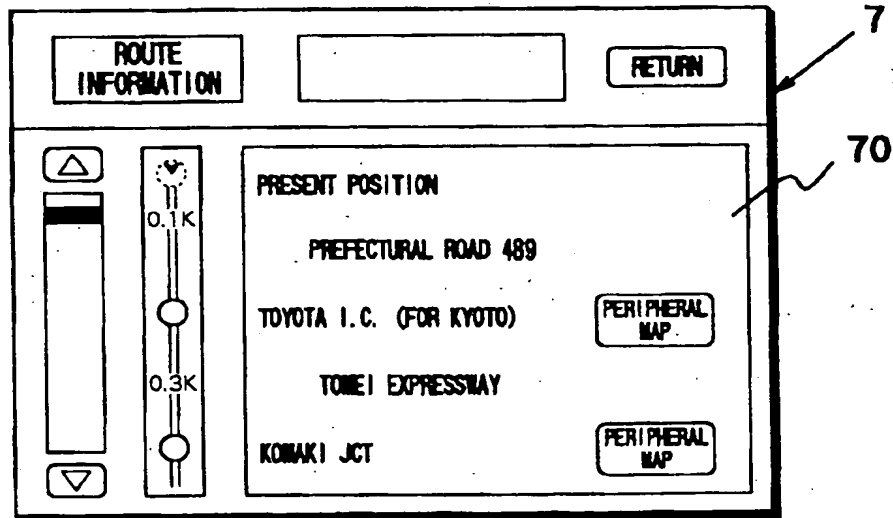 ROUTE
INFORMATION
RETURN
7
70
PRESENT POSITION
0.1K
PREFECTURAL ROAD 489
TOYOTA I.C. (FOR KYOTO)
PERIPHERAL
MAP
0.3K
TOMEI EXPRESSWAY
KOMAKI JCT
PERIPHERAL
MAP